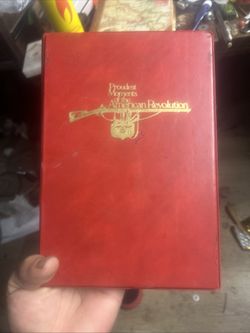 Proudest
Moments
of the
American Revolution